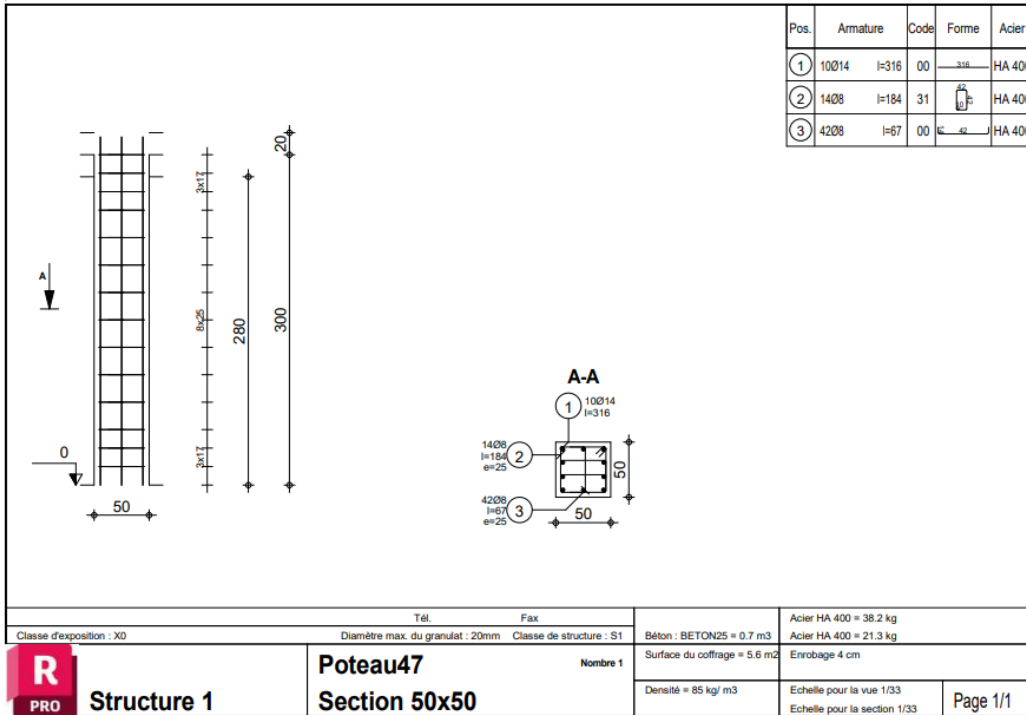 Pos. Armature Code Forme Acier
1 10Ø14 l=316 00 316 HA 400
2 14Ø8 l=184 31 42 42 10 HA 400
3 42Ø8 l=67 00 42 HA 400
20
3x17
A
8x25
280
300
0
3x17
50
A-A
1 10Ø14
l=316
14Ø8
l=184 2
e=25
50
42Ø8
l=67 3
e=25
50
Tél. Fax
Classe d'exposition : X0 Diamètre max. du granulat : 20mm Classe de structure : S1
Béton : BETON25 = 0.7 m3
Acier HA 400 = 38.2 kg
Acier HA 400 = 21.3 kg
Surface du coffrage = 5.6 m2
Enrobage 4 cm
Densité = 85 kg/ m3
Echelle pour la vue 1/33
Echelle pour la section 1/33
Page 1/1
R
PRO
Structure 1
Poteau47 Nombre 1
Section 50x50